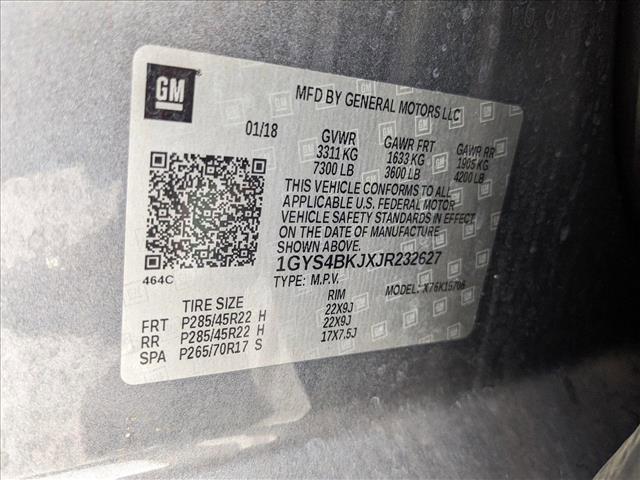 GM
MFD BY GENERAL MOTORS LLC
01/18
GVWR GAWR FRT GAWR RR
3311 KG 1633 KG 1905 KG
7300 LB 3600 LB 4200 LB
THIS VEHICLE CONFORMS TO ALL
APPLICABLE U.S. FEDERAL MOTOR
VEHICLE SAFETY STANDARDS IN EFFECT
ON THE DATE OF MANUFACTURE
SHOWN ABOVE.
464C
1GYS4BKJXJR232627
TYPE: M.P.V. MODEL: X76K15706
TIRE SIZE RIM
FRT P285/45R22 H 22X9J
RR P285/45R22 H 22X9J
SPA P265/70R17 S 17X7.5J